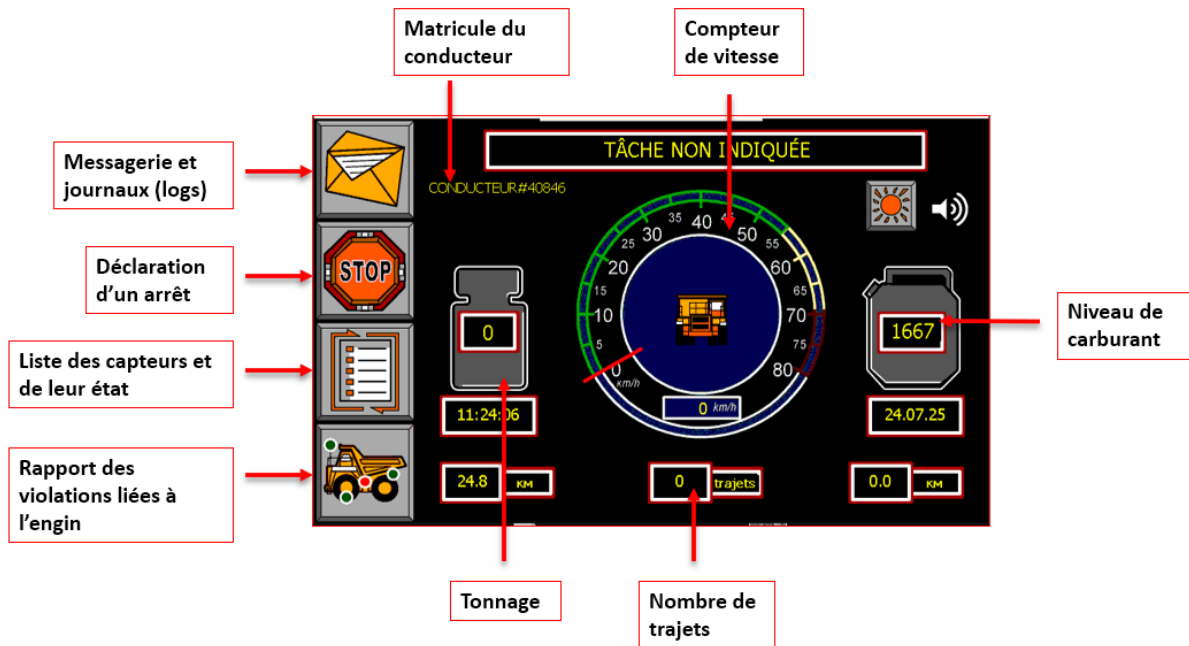 Matricule du
conducteur
Compteur
de vitesse
Messagerie et
journaux (logs)
TÂCHE NON INDIQUÉE
CONDUCTEUR#40846
Déclaration
d'un arrêt
STOP
0
5
10
15
20
25
30
35
40
45
50
55
60
65
70
75
80
км/h
0 km/h
0
1667
Niveau de
carburant
Liste des capteurs et
de leur état
11:24:06
24.07.25
Rapport des
violations liées à
l'engin
24.8 км
0 trajets
0.0 км
Tonnage
Nombre de
trajets